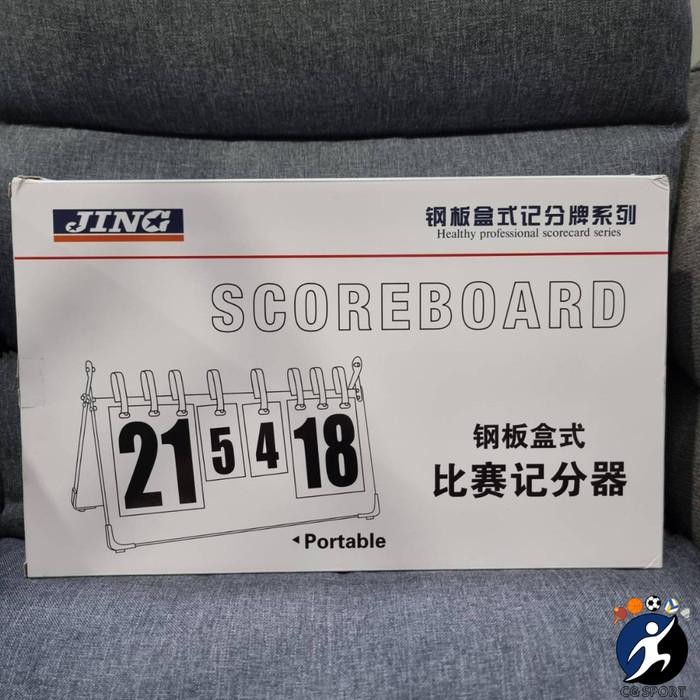 JING
钢板盒式记分牌系列
Healthy professional scorecard series
SCOREBOARD
21 5 4 18
钢板盒式
比赛记分器
Portable
CG SPORT